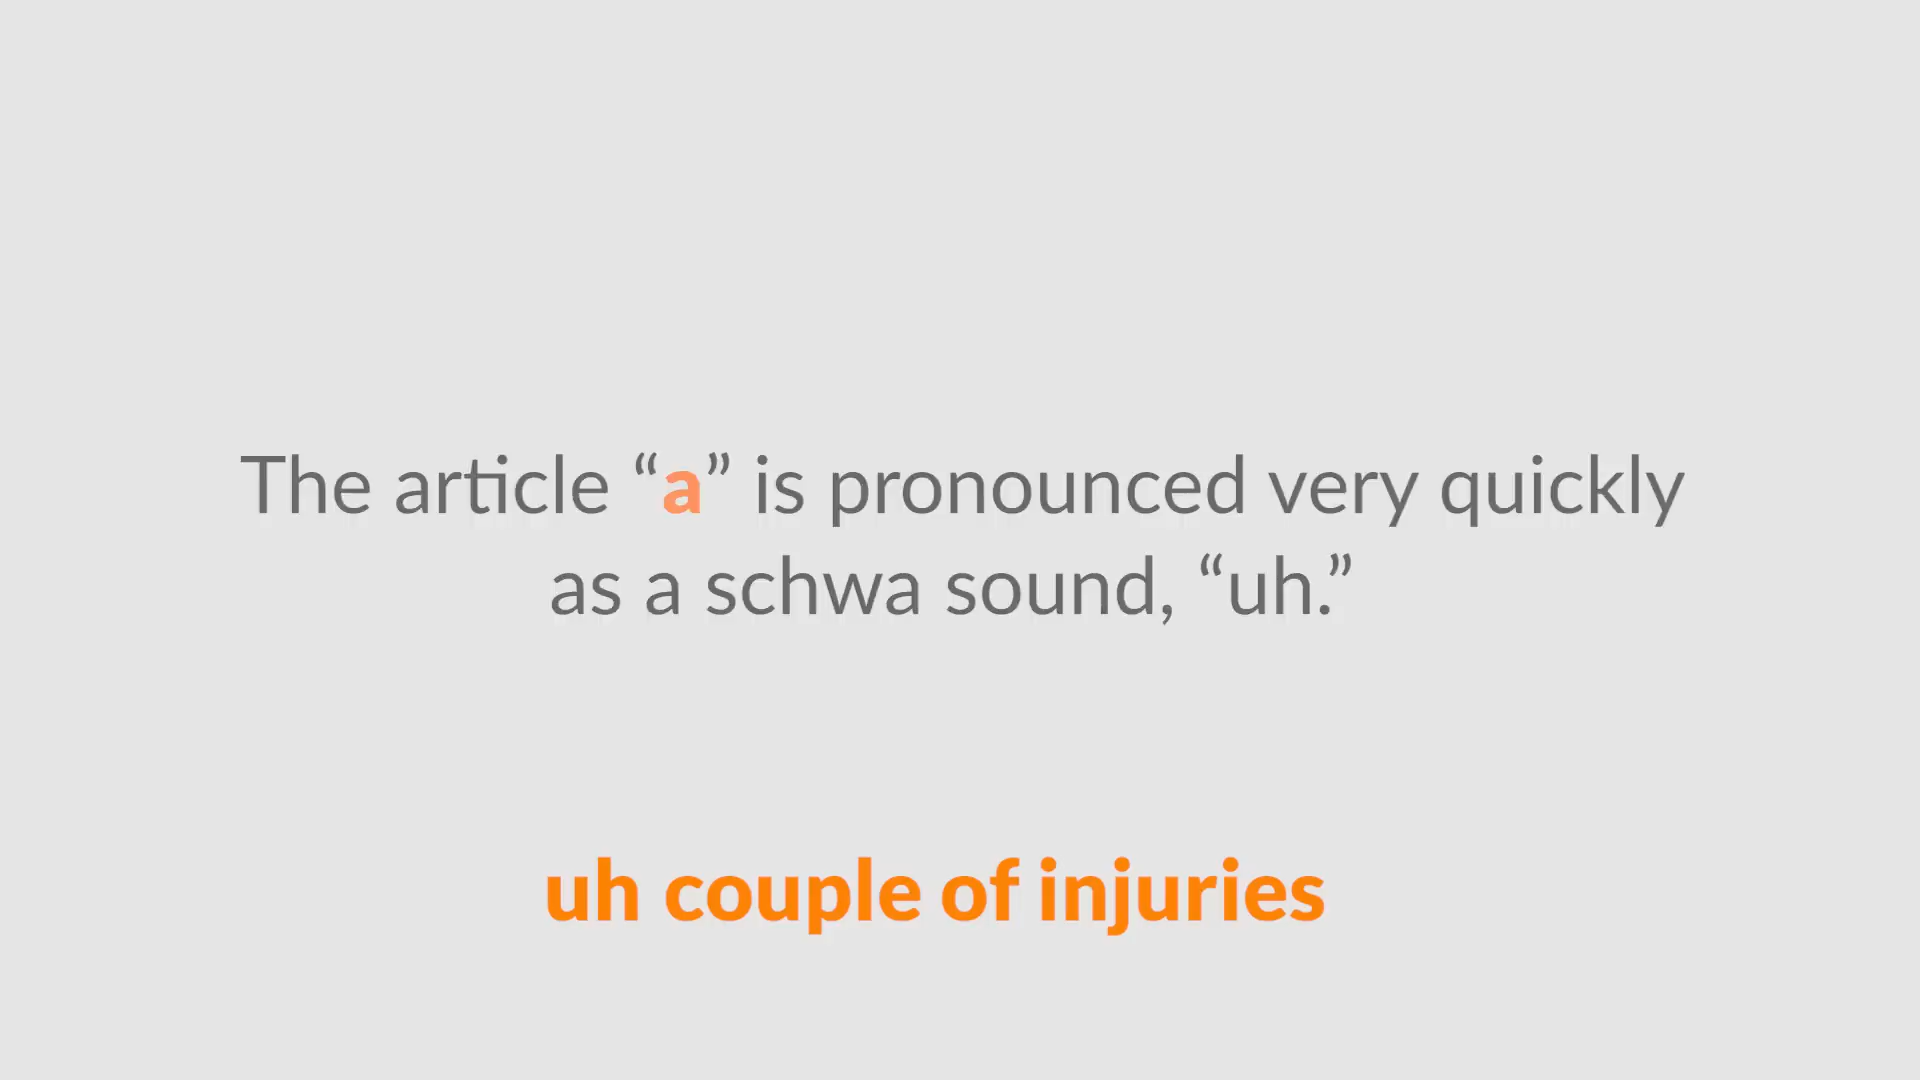 The article “a” is pronounced very quickly
as a schwa sound, “uh.”
uh couple of injuries